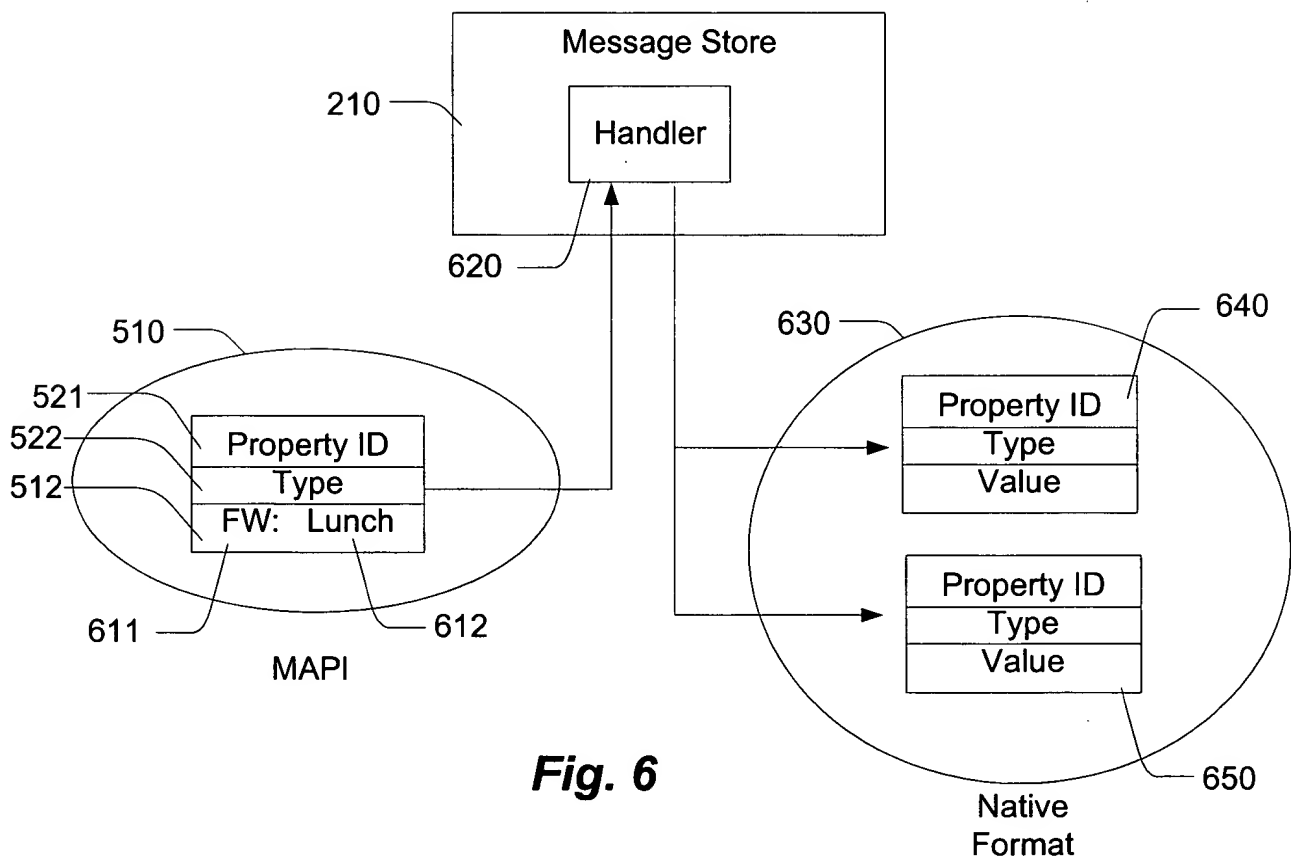 Message Store
210
Handler
620
510
521
522
512
Property ID
Type
FW: Lunch
611
612
MAPI
630
640
Property ID
Type
Value
Property ID
Type
Value
650
Native
Format
Fig. 6